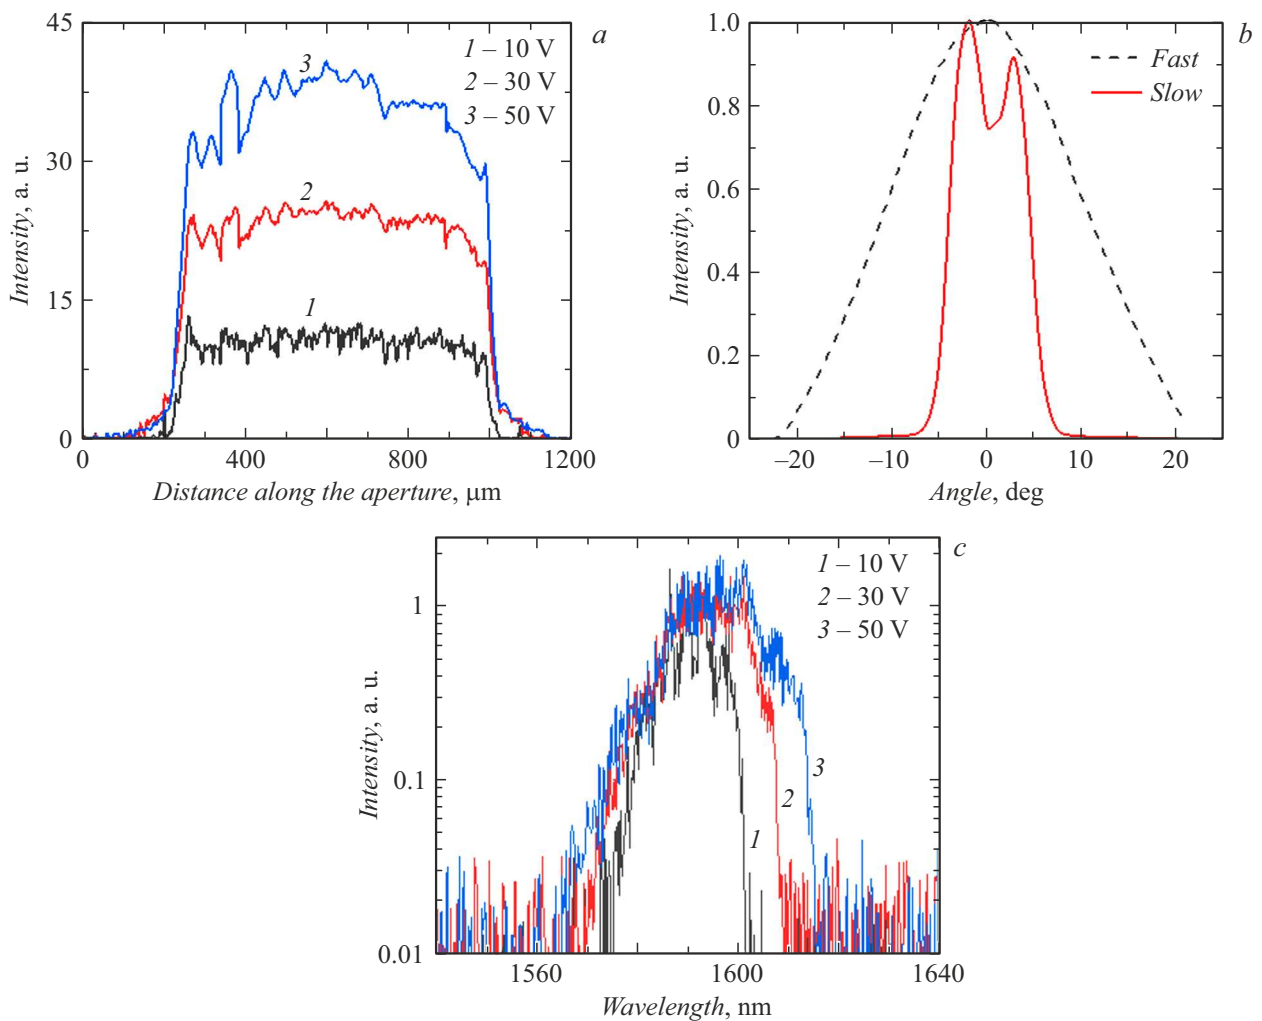 a
1 – 10 V
2 – 30 V
3 – 50 V
3
2
1
45
30
15
0
0
400
800
1200
Intensity, a. u.
Distance along the aperture, μm
b
Fast
Slow
1.0
0.8
0.6
0.4
0.2
0
–20
–10
0
10
20
Intensity, a. u.
Angle, deg
c
1 – 10 V
2 – 30 V
3 – 50 V
3
2
1
1
0.1
0.01
1560
1600
1640
Intensity, a. u.
Wavelength, nm